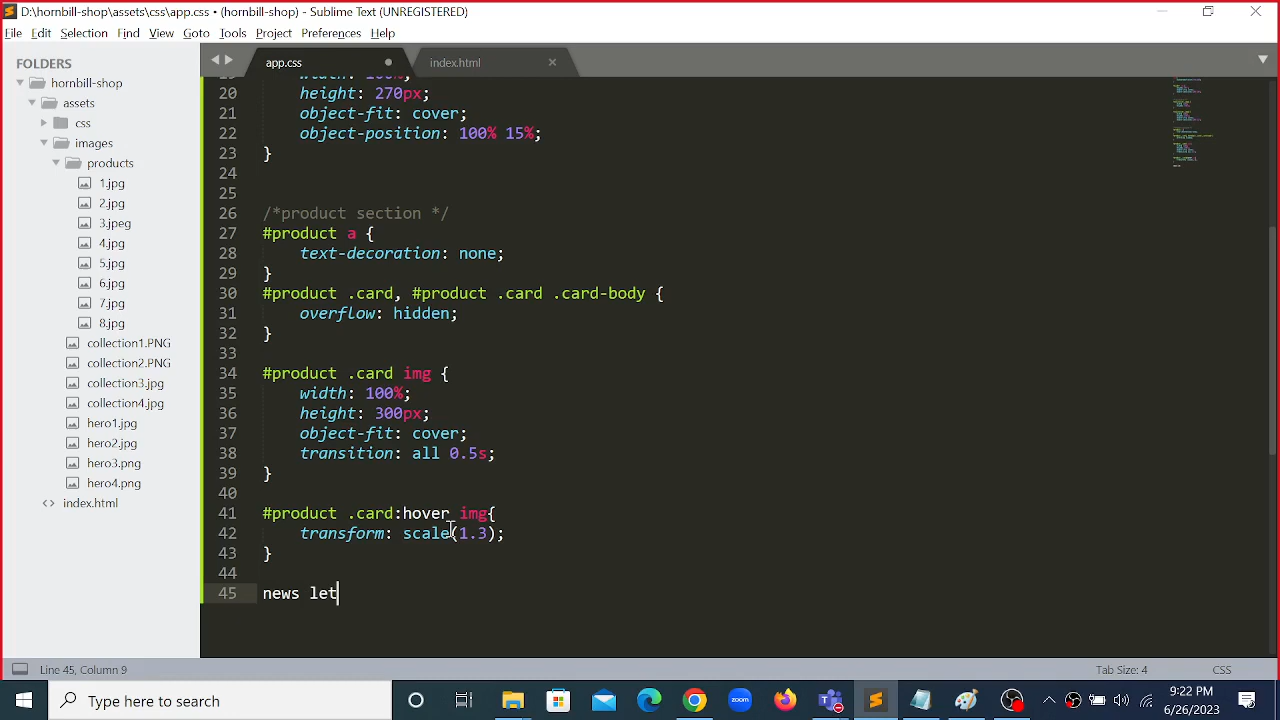 D:\hornbill-shop\assets\css\app.css • (hornbill-shop) - Sublime Text (UNREGISTERED)
File Edit Selection Find View Goto Tools Project Preferences Help
FOLDERS
hornbill-shop
assets
css
images
products
1.jpg
2.jpg
3.jpeg
4.jpg
5.jpg
6.jpg
7.jpg
8.jpg
collection1.PNG
collection2.PNG
collection3.jpg
collection4.jpg
hero1.jpg
hero2.jpg
hero3.png
hero4.png
<> index.html
app.css index.html
19 width: 100%;
20 height: 270px;
21 object-fit: cover;
22 object-position: 100% 15%;
23 }
24
25
26 /*product section */
27 #product a {
28 text-decoration: none;
29 }
30 #product .card, #product .card .card-body {
31 overflow: hidden;
32 }
33
34 #product .card img {
35 width: 100%;
36 height: 300px;
37 object-fit: cover;
38 transition: all 0.5s;
39 }
40
41 #product .card:hover img{
42 transform: scale(1.3);
43 }
44
45 news let
Line 45, Column 9 Tab Size: 4 CSS
Type here to search
zoom
9:22 PM
6/26/2023